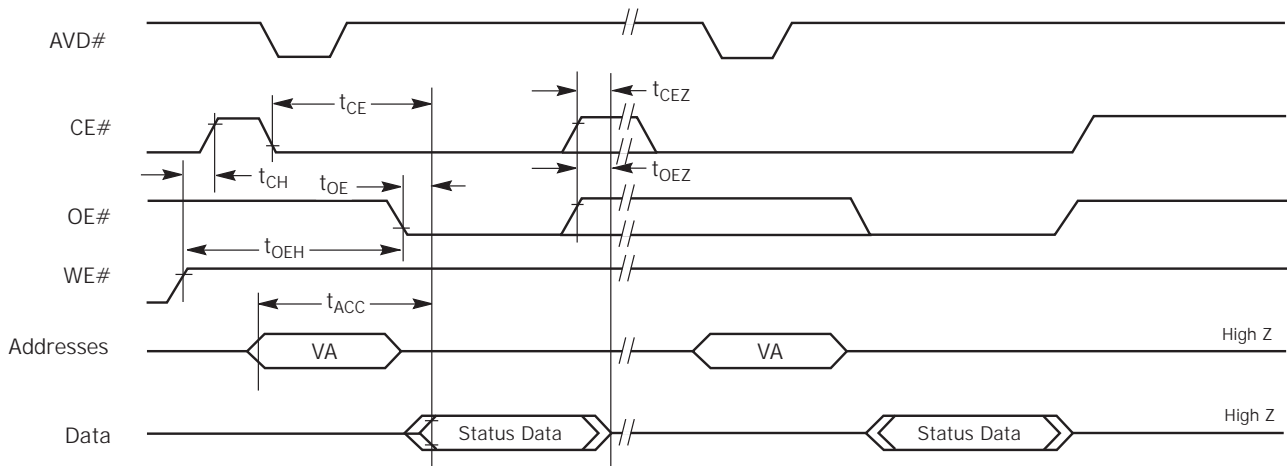 AVD#
tCEZ
tCE
CE#
tCH
tOE
tOEZ
OE#
tOEH
WE#
tACC
Addresses
VA
VA
High Z
Data
Status Data
Status Data
High Z